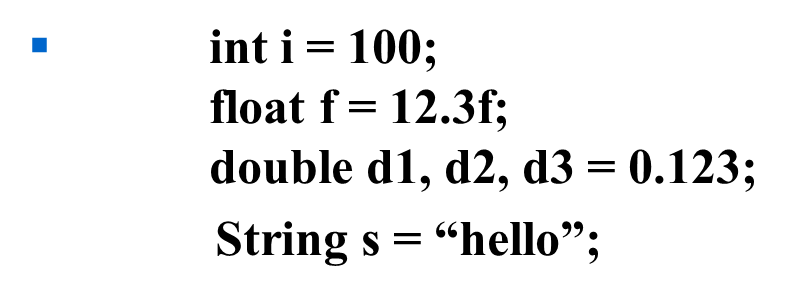 int i = 100;
float f = 12.3f;
double d1, d2, d3 = 0.123;
String s = “hello”;